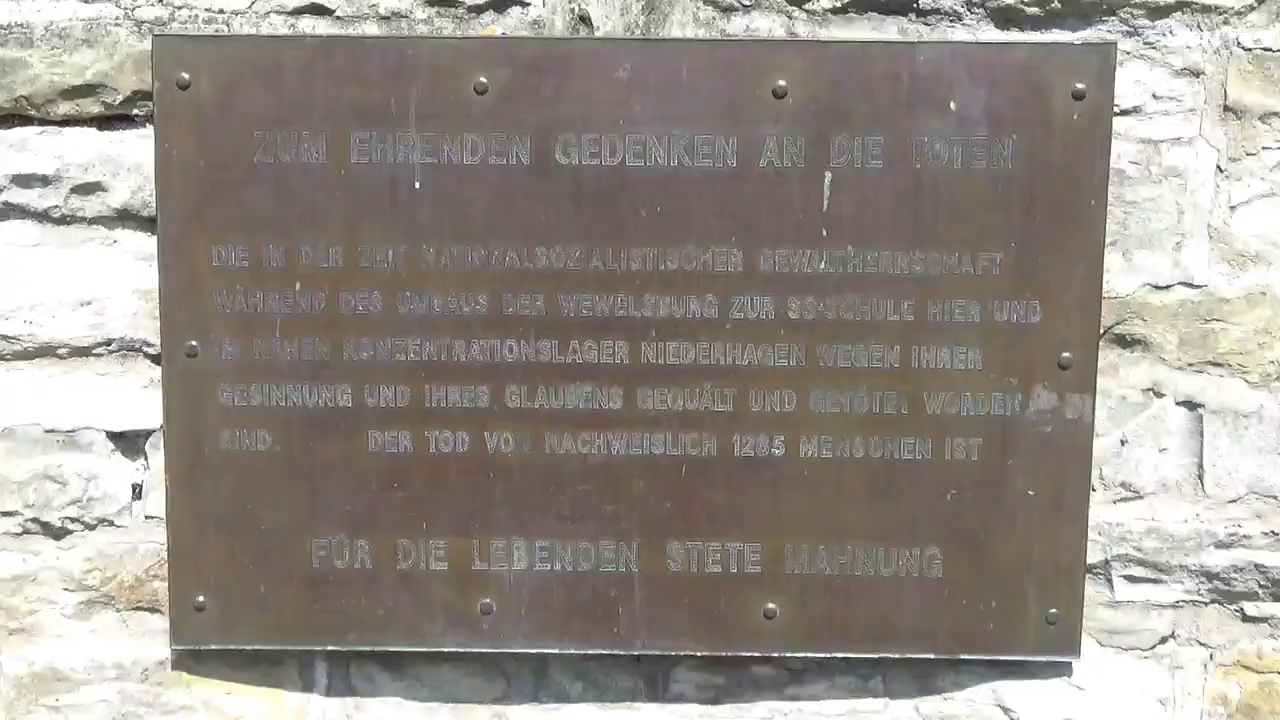 ZUM EHRENDEN GEDENKEN AN DIE TOTEN
DIE IN DER ZEIT NATIONALSOZIALISTISCHER GEWALTHERRSCHAFT
WÄHREND DES UMBAUS DER WEWELSBURG ZUR SS-SCHULE HIER UND
IM NAHEN KONZENTRATIONSLAGER NIEDERHAGEN WEGEN IHRER
GESINNUNG UND IHRES GLAUBENS GEQUÄLT UND GETÖTET WORDEN
SIND. DER TOD VON NACHWEISLICH 1285 MENSCHEN IST
FÜR DIE LEBENDEN STETE MAHNUNG